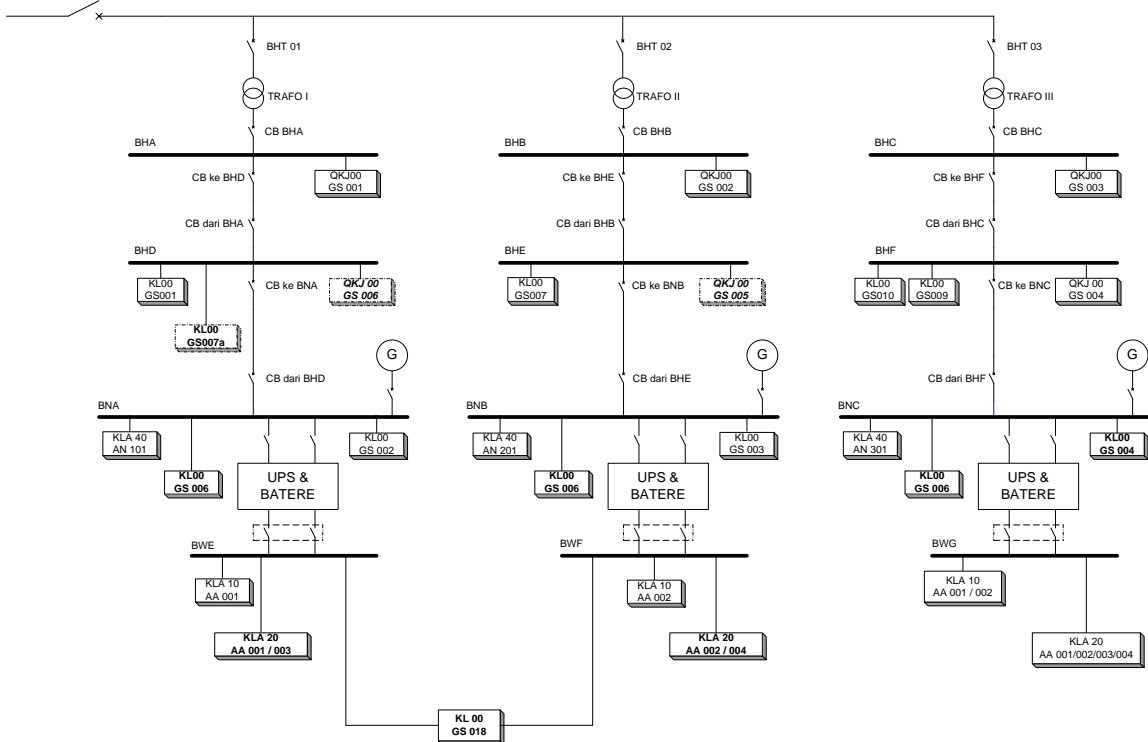 BHT 01
BHT 02
BHT 03
TRAFO I
TRAFO II
TRAFO III
CB BHA
CB BHB
CB BHC
BHA
BHB
BHC
CB ke BHD
QKJ00
GS 001
CB ke BHE
QKJ00
GS 002
CB ke BHF
QKJ00
GS 003
CB dari BHA
CB dari BHB
CB dari BHC
BHD
BHE
BHF
KL00
GS001
CB ke BNA
QKJ 00
GS 006
KL00
GS007
CB ke BNB
QKJ 00
GS 005
KL00
GS010
KL00
GS009
CB ke BNC
QKJ 00
GS 004
KL00
GS007a
G
G
G
CB dari BHD
CB dari BHE
CB dari BHF
BNA
BNB
BNC
KLA 40
AN 101
KL00
GS 002
KLA 40
AN 201
KL00
GS 003
KLA 40
AN 301
KL00
GS 004
KL00
GS 006
UPS &
BATERE
KL00
GS 006
UPS &
BATERE
KL00
GS 006
UPS &
BATERE
BWE
BWF
BWG
KLA 10
AA 001
KLA 10
AA 002
KLA 10
AA 001 / 002
KLA 20
AA 001 / 003
KLA 20
AA 002 / 004
KLA 20
AA 001/002/003/004
KL 00
GS 018